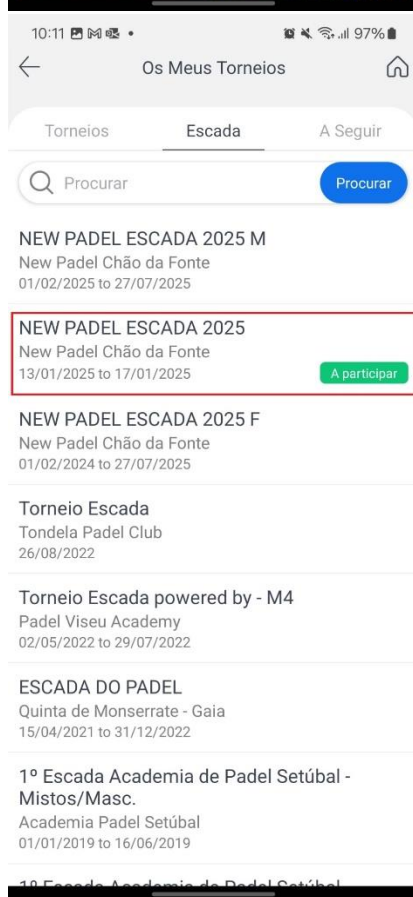 10:11 97%
Os Meus Torneios
Torneios Escada A Seguir
Procurar Procurar
NEW PADEL ESCADA 2025 M
New Padel Chão da Fonte
01/02/2025 to 27/07/2025
NEW PADEL ESCADA 2025
New Padel Chão da Fonte
13/01/2025 to 17/01/2025 A participar
NEW PADEL ESCADA 2025 F
New Padel Chão da Fonte
01/02/2024 to 27/07/2025
Torneio Escada
Tondela Padel Club
26/08/2022
Torneio Escada powered by - M4
Padel Viseu Academy
02/05/2022 to 29/07/2022
ESCADA DO PADEL
Quinta de Monserrate - Gaia
15/04/2021 to 31/12/2022
1º Escada Academia de Padel Setúbal -
Mistos/Masc.
Academia Padel Setúbal
01/01/2019 to 16/06/2019
1º Escada Academia de Padel Setúbal